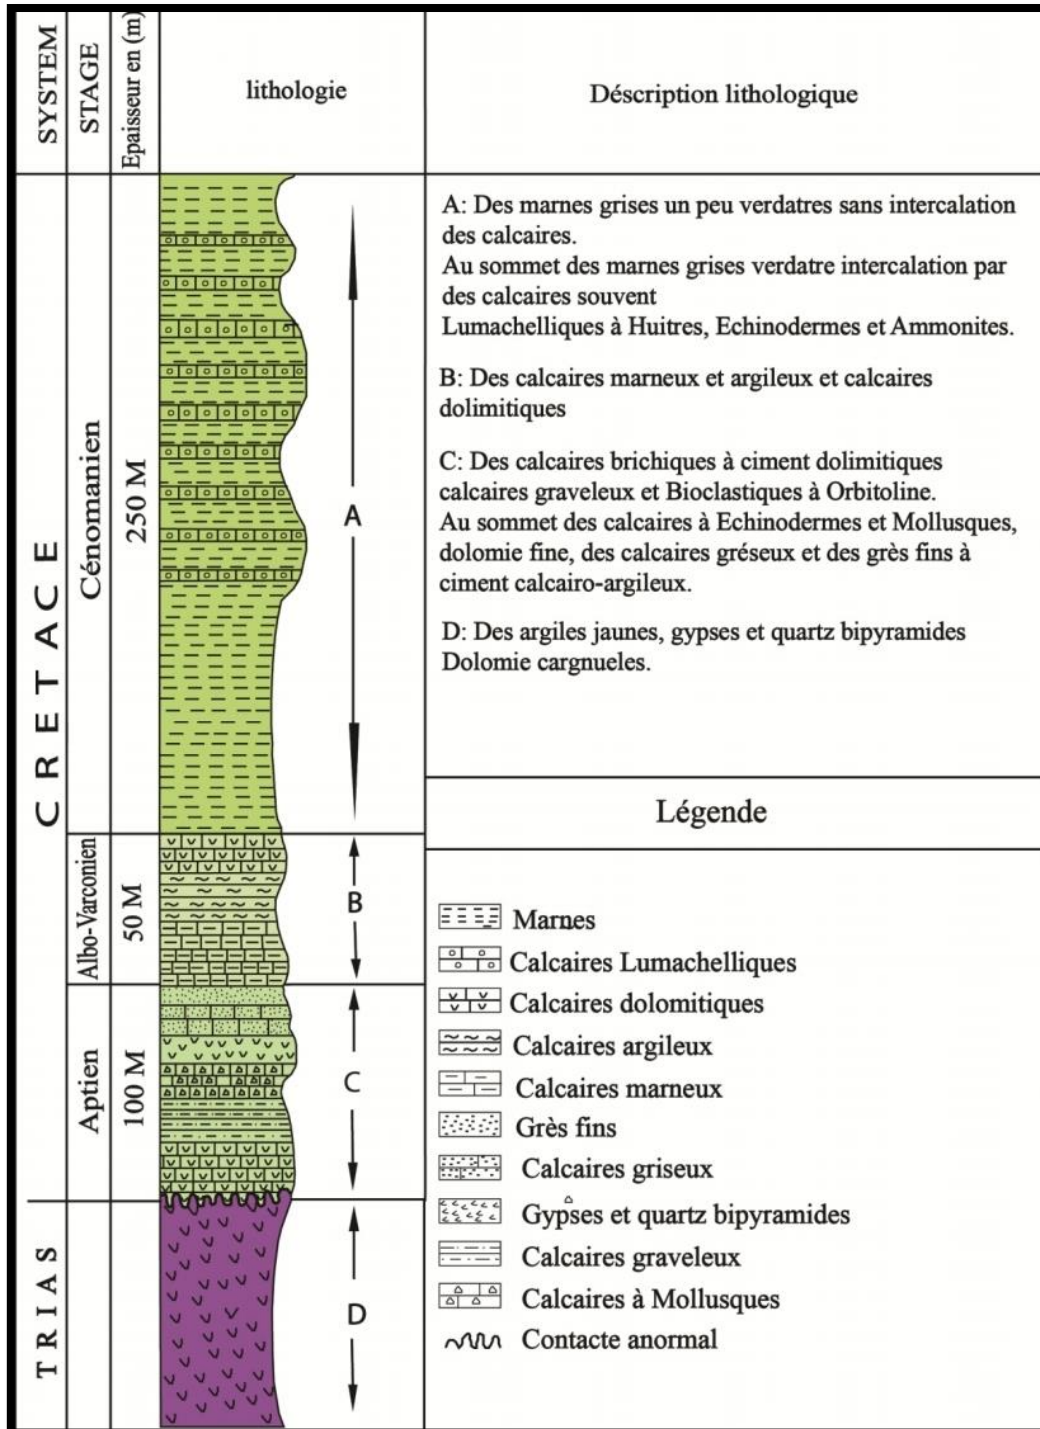 SYSTEM
STAGE
Epaisseur en (m)
lithologie
Déscription lithologique
CRETACE
Cénomanien
250 M
A
A: Des marnes grises un peu verdatres sans intercalation
des calcaires.
Au sommet des marnes grises verdatre intercalation par
des calcaires souvent
Lumachelliques à Huitres, Echinodermes et Ammonites.
B: Des calcaires marneux et argileux et calcaires
dolimitiques
C: Des calcaires brichiques à ciment dolimitiques
calcaires graveleux et Bioclastiques à Orbitoline.
Au sommet des calcaires à Echinodermes et Mollusques,
dolomie fine, des calcaires gréseux et des grès fins à
ciment calcairo-argileux.
D: Des argiles jaunes, gypses et quartz bipyramides
Dolomie cargnueles.
Albo-Varconien
50 M
B
Aptien
100 M
C
TRIAS
D
Légende
Marnes
Calcaires Lumachelliques
Calcaires dolomitiques
Calcaires argileux
Calcaires marneux
Grès fins
Calcaires griseux
Gypses et quartz bipyramides
Calcaires graveleux
Calcaires à Mollusques
Contacte anormal